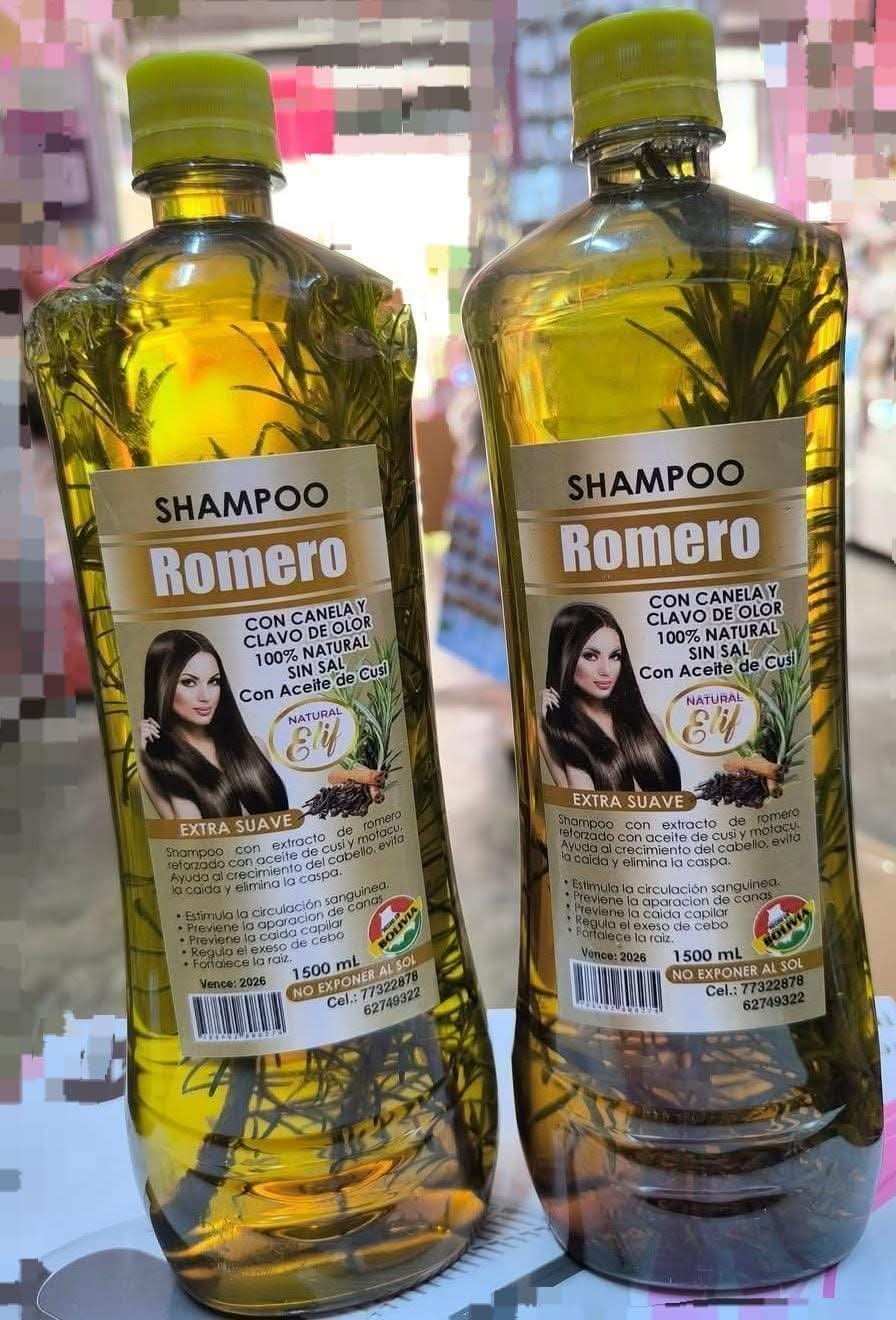 SHAMPOO
Romero
CON CANELA Y
CLAVO DE OLOR
100% NATURAL
SIN SAL
Con Aceite de Cusi
NATURAL
Elif
EXTRA SUAVE
Shampoo con extracto de romero
reforzado con aceite de cusi y motacu.
Ayuda al crecimiento del cabello, evita
la caida y elimina la caspa.
• Estimula la circulación sanguinea.
• Previene la aparacion de canas
• Previene la caida capilar
• Regula el exeso de cebo
• Fortalece la raiz.
BOLIVIA
Vence: 2026
1500 mL
NO EXPONER AL SOL
Cel.: 77322878
62749322
SHAMPOO
Romero
CON CANELA Y
CLAVO DE OLOR
100% NATURAL
SIN SAL
Con Aceite de Cusi
NATURAL
Elif
EXTRA SUAVE
Shampoo con extracto de romero
reforzado con aceite de cusi y motacu.
Ayuda al crecimiento del cabello, evita
la caida y elimina la caspa.
• Estimula la circulación sanguinea.
• Previene la aparacion de canas
• Previene la caida capilar
• Regula el exeso de cebo
• Fortalece la raiz.
BOLIVIA
Vence: 2026
1500 mL
NO EXPONER AL SOL
Cel.: 77322878
62749322